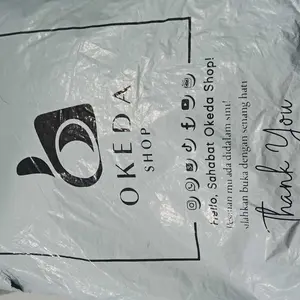 OKEDA
SHOP
Hello, Sahabat Okeda Shop!
Pesanan mu ada didalam sini!
Silahkan buka dengan senang hati
Thank You